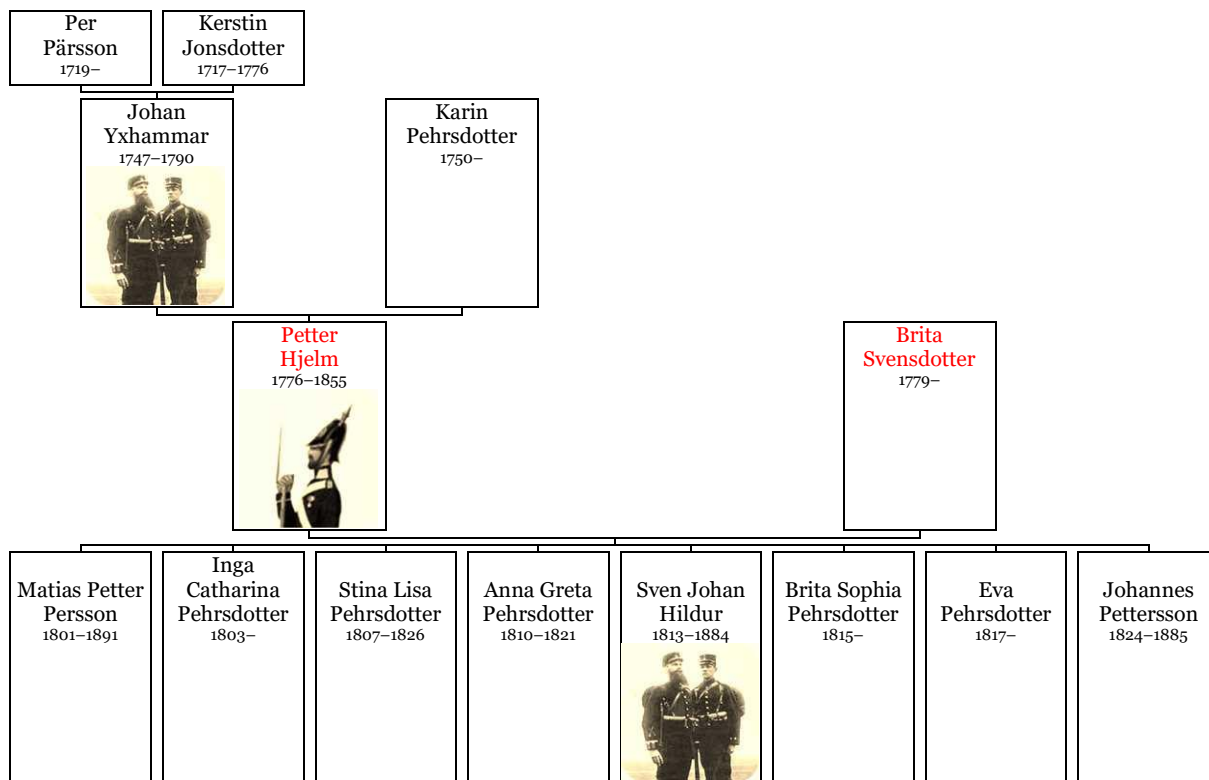 Per
Pärsson
1719–
Kerstin
Jonsdotter
1717–1776
Johan
Yxhammar
1747–1790
Karin
Pehrsdotter
1750–
Petter
Hjelm
1776–1855
Brita
Svensdotter
1779–
Matias Petter
Persson
1801–1891
Inga
Catharina
Pehrsdotter
1803–
Stina Lisa
Pehrsdotter
1807–1826
Anna Greta
Pehrsdotter
1810–1821
Sven Johan
Hildur
1813–1884
Brita Sophia
Pehrsdotter
1815–
Eva
Pehrsdotter
1817–
Johannes
Pettersson
1824–1885